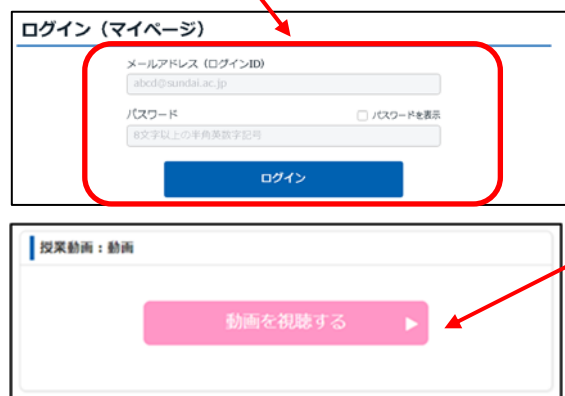 ログイン（マイページ）
メールアドレス（ログインID）
abcd@sundai.ac.jp
パスワード
パスワードを表示
8文字以上の半角英数字記号
ログイン
授業動画：動画
動画を視聴する